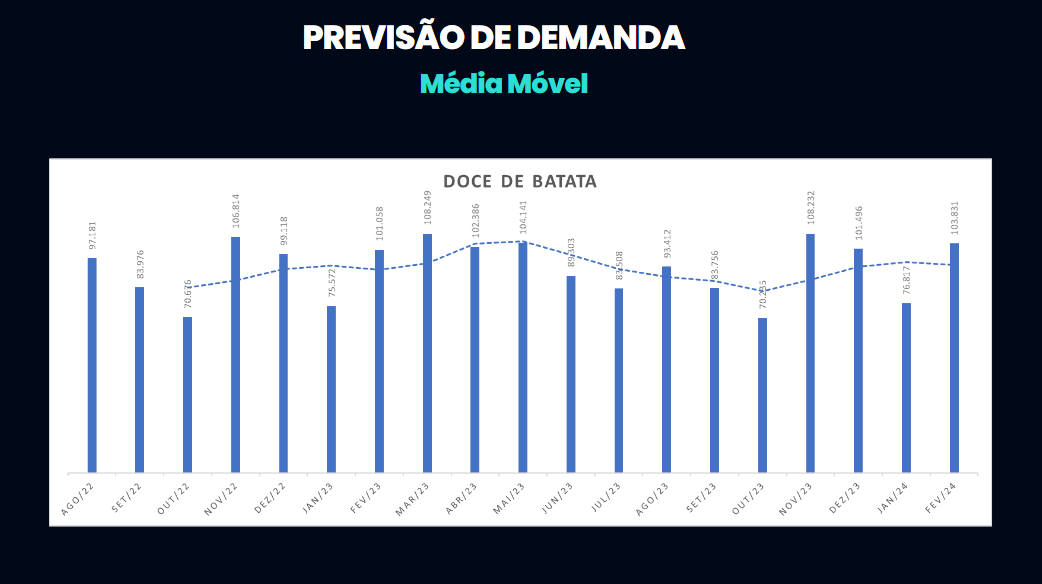 PREVISÃO DE DEMANDA
Média Móvel
DOCE DE BATATA
97.181
83.976
70.676
106.814
99.118
75.572
101.058
108.249
102.386
104.141
93.412
83.756
108.232
101.496
76.817
103.831
AGO/22
SET/22
OUT/22
NOV/22
DEZ/22
JAN/23
FEV/23
MAR/23
ABR/23
MAI/23
JUN/23
JUL/23
AGO/23
SET/23
OUT/23
NOV/23
DEZ/23
JAN/24
FEV/24